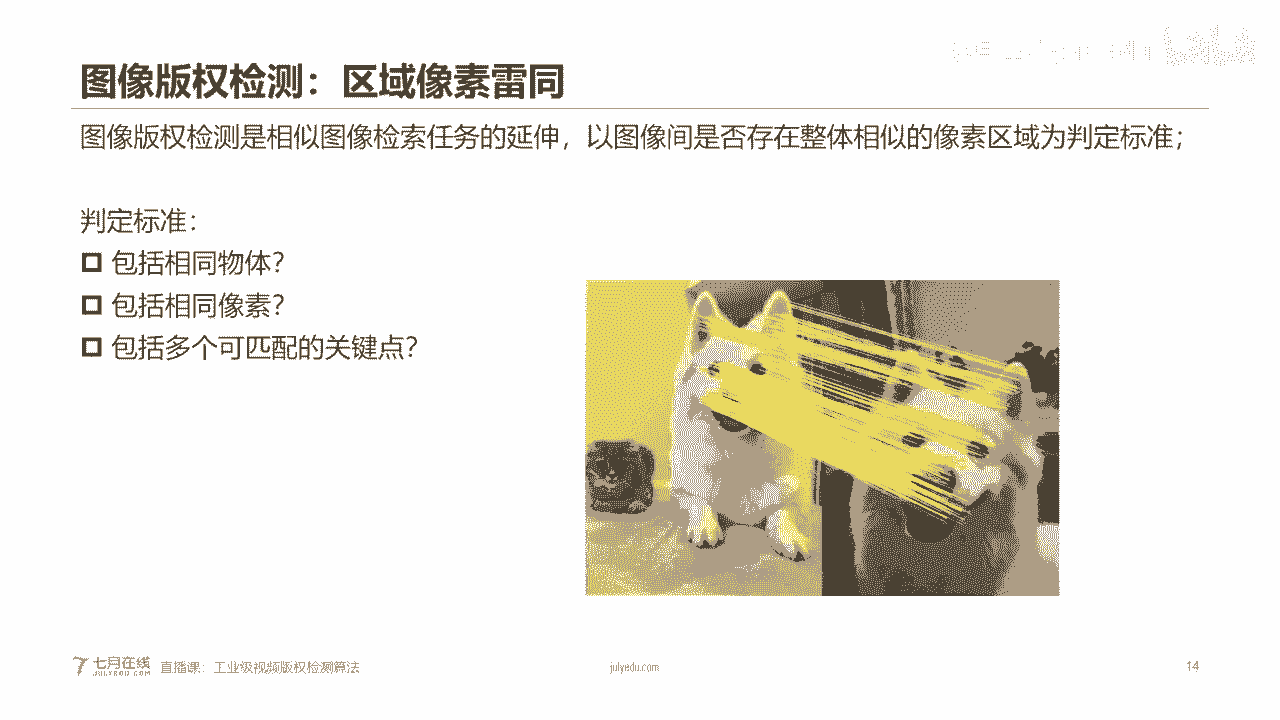 图像版权检测：区域像素雷同
图像版权检测是相似图像检索任务的延伸，以图像间是否存在整体相似的像素区域为判定标准；
判定标准：
包括相同物体？
包括相同像素？
包括多个可匹配的关键点？
七月在线
JULYEDU.COM
直播课：工业级视频版权检测算法
julyedu.com
14